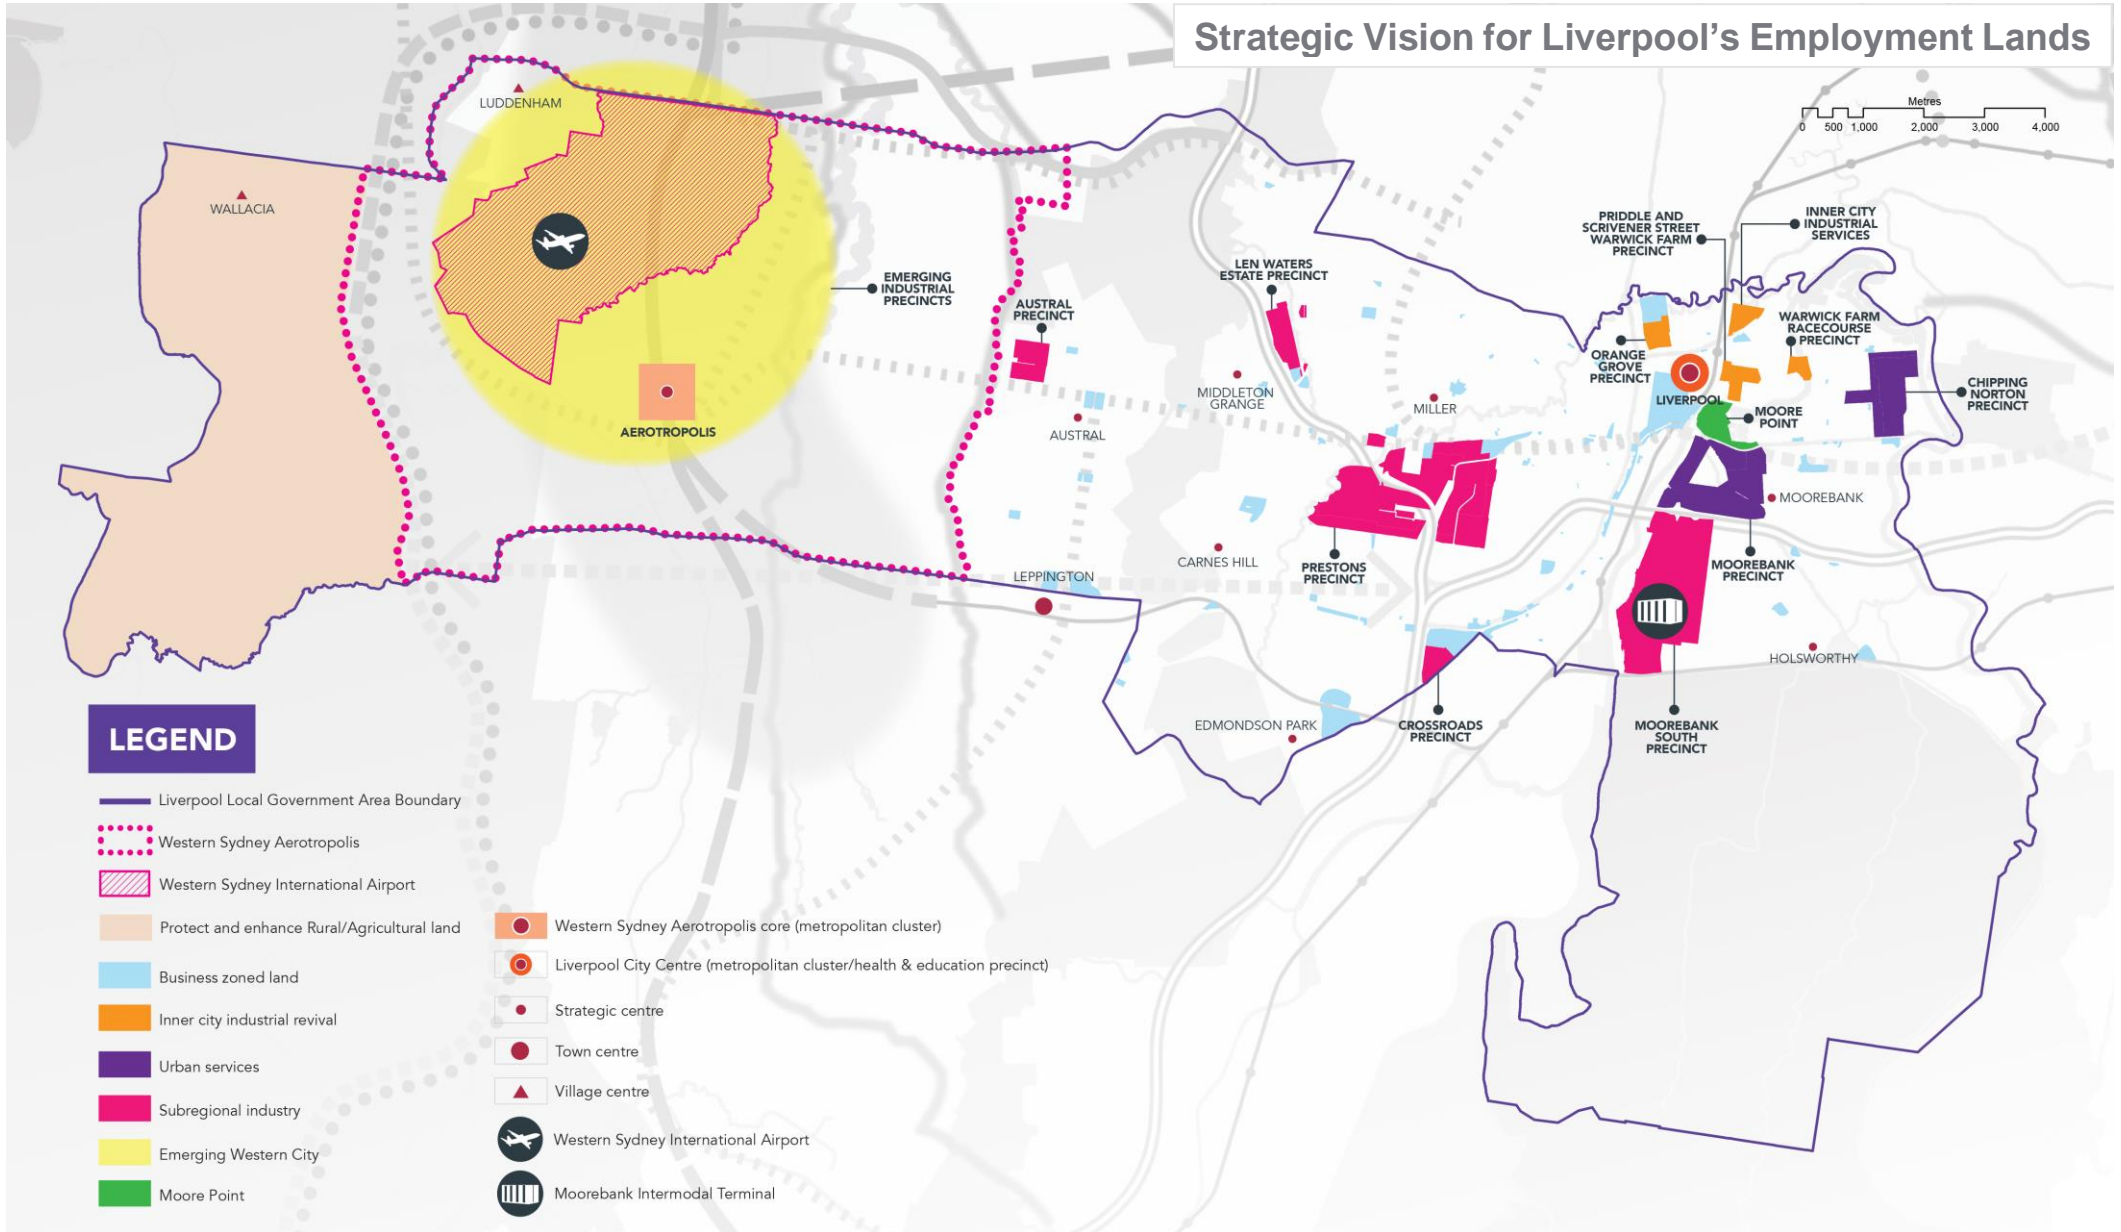 Strategic Vision for Liverpool’s Employment Lands
Metres
0 500 1,000 2,000 3,000 4,000
LUDDENHAM
WALLACIA
EMERGING
INDUSTRIAL
PRECINCTS
AEROTROPOLIS
AUSTRAL
PRECINCT
AUSTRAL
LEPPINGTON
LEN WATERS
ESTATE PRECINCT
MIDDLETON
GRANGE
MILLER
CARNES HILL
PRESTONS
PRECINCT
EDMONDSON PARK
CROSSROADS
PRECINCT
PRIDDLE AND
SCRIVENER STREET
WARWICK FARM
PRECINCT
INNER CITY
INDUSTRIAL
SERVICES
WARWICK FARM
RACECOURSE
PRECINCT
ORANGE
GROVE
PRECINCT
LIVERPOOL
MOORE
POINT
CHIPPING
NORTON
PRECINCT
MOOREBANK
MOOREBANK
PRECINCT
HOLSWORTHY
MOOREBANK
SOUTH
PRECINCT
LEGEND
Liverpool Local Government Area Boundary
Western Sydney Aerotropolis
Western Sydney International Airport
Protect and enhance Rural/Agricultural land
Business zoned land
Inner city industrial revival
Urban services
Subregional industry
Emerging Western City
Moore Point
Western Sydney Aerotropolis core (metropolitan cluster)
Liverpool City Centre (metropolitan cluster/health & education precinct)
Strategic centre
Town centre
Village centre
Western Sydney International Airport
Moorebank Intermodal Terminal